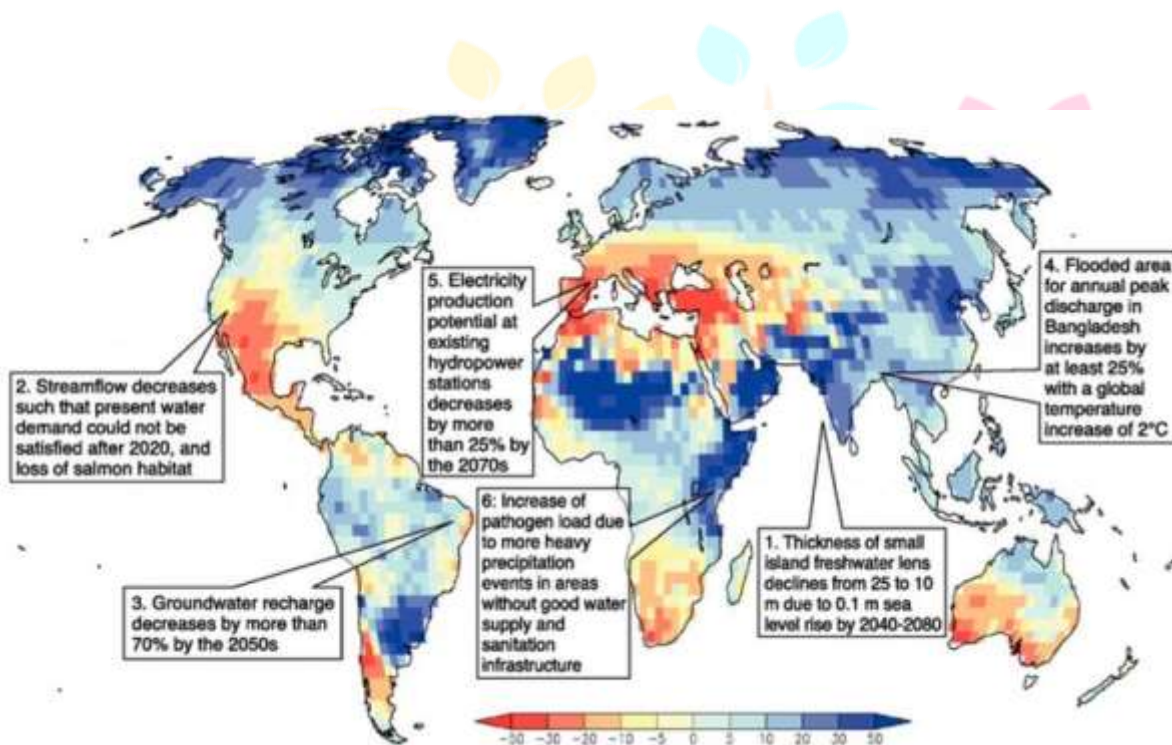 5. Electricity
production
potential at
existing
hydropower
stations
decreases
by more
than 25% by
the 2070s
4. Flooded area
for annual peak
discharge in
Bangladesh
increases by
at least 25%
with a global
temperature
increase of 2°C
2. Streamflow decreases
such that present water
demand could not be
satisfied after 2020, and
loss of salmon habitat
6: Increase of
pathogen load due
to more heavy
precipitation
events in areas
without good water
supply and
sanitation
infrastructure
1. Thickness of small
island freshwater lens
declines from 25 to 10
m due to 0.1 m sea
level rise by 2040-2080
3. Groundwater recharge
decreases by more than
70% by the 2050s
-50 -30 -20 -10 -5 0 5 10 20 30 50